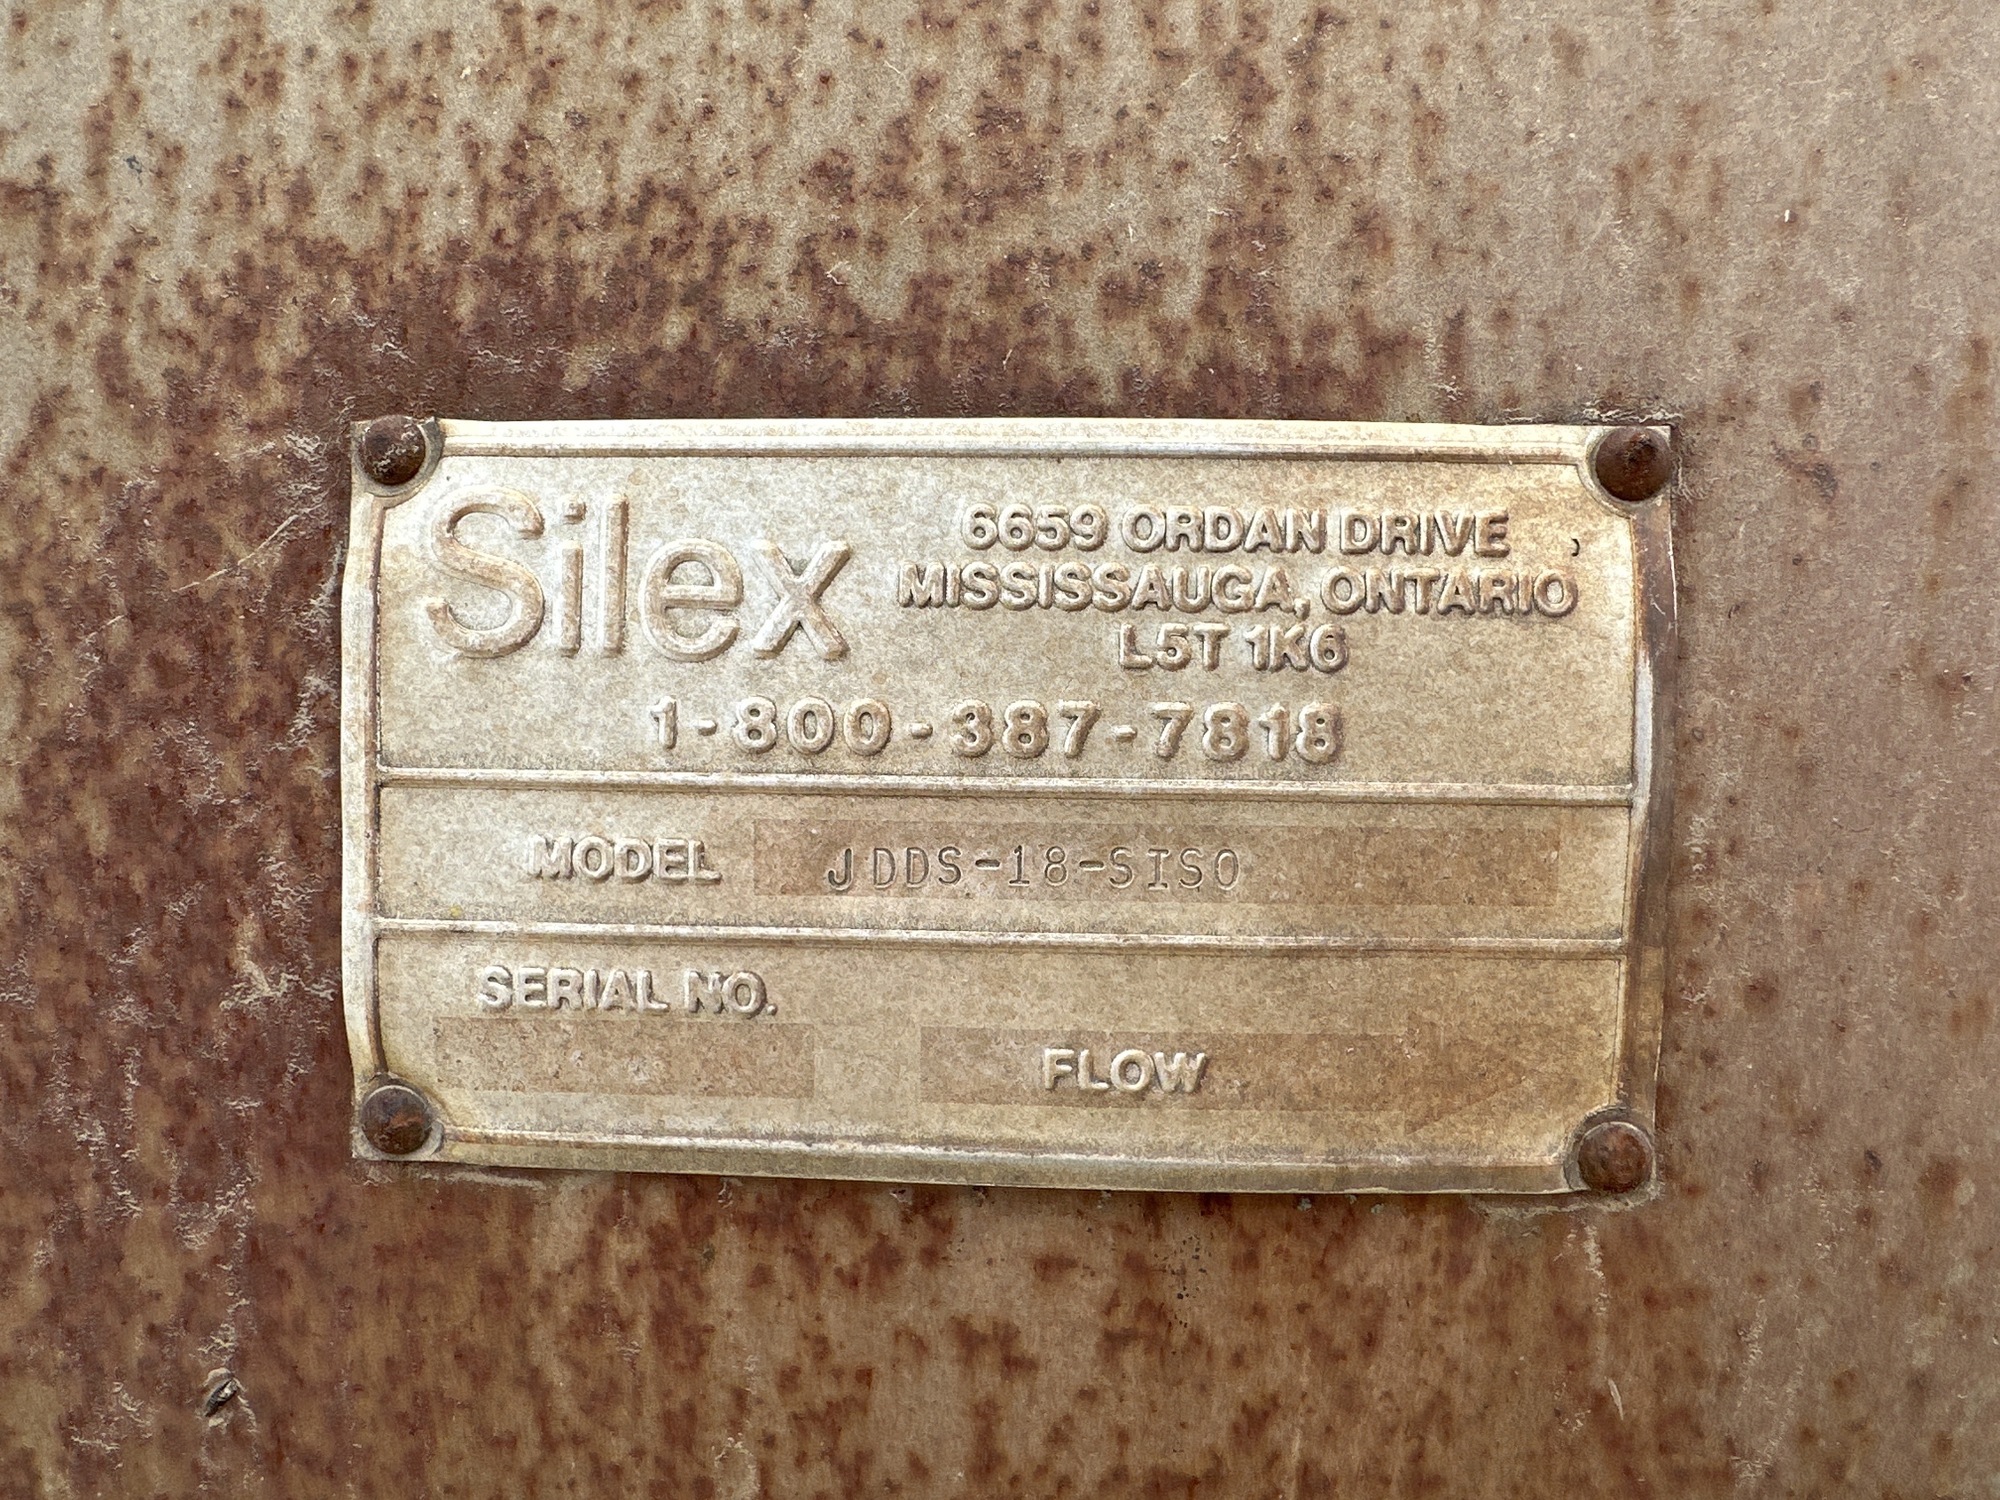 Silex
6659 ORDAN DRIVE
MISSISSAUGA, ONTARIO
L5T 1K6
1-800-387-7818
MODEL JDDS-18-SISO
SERIAL NO.
FLOW